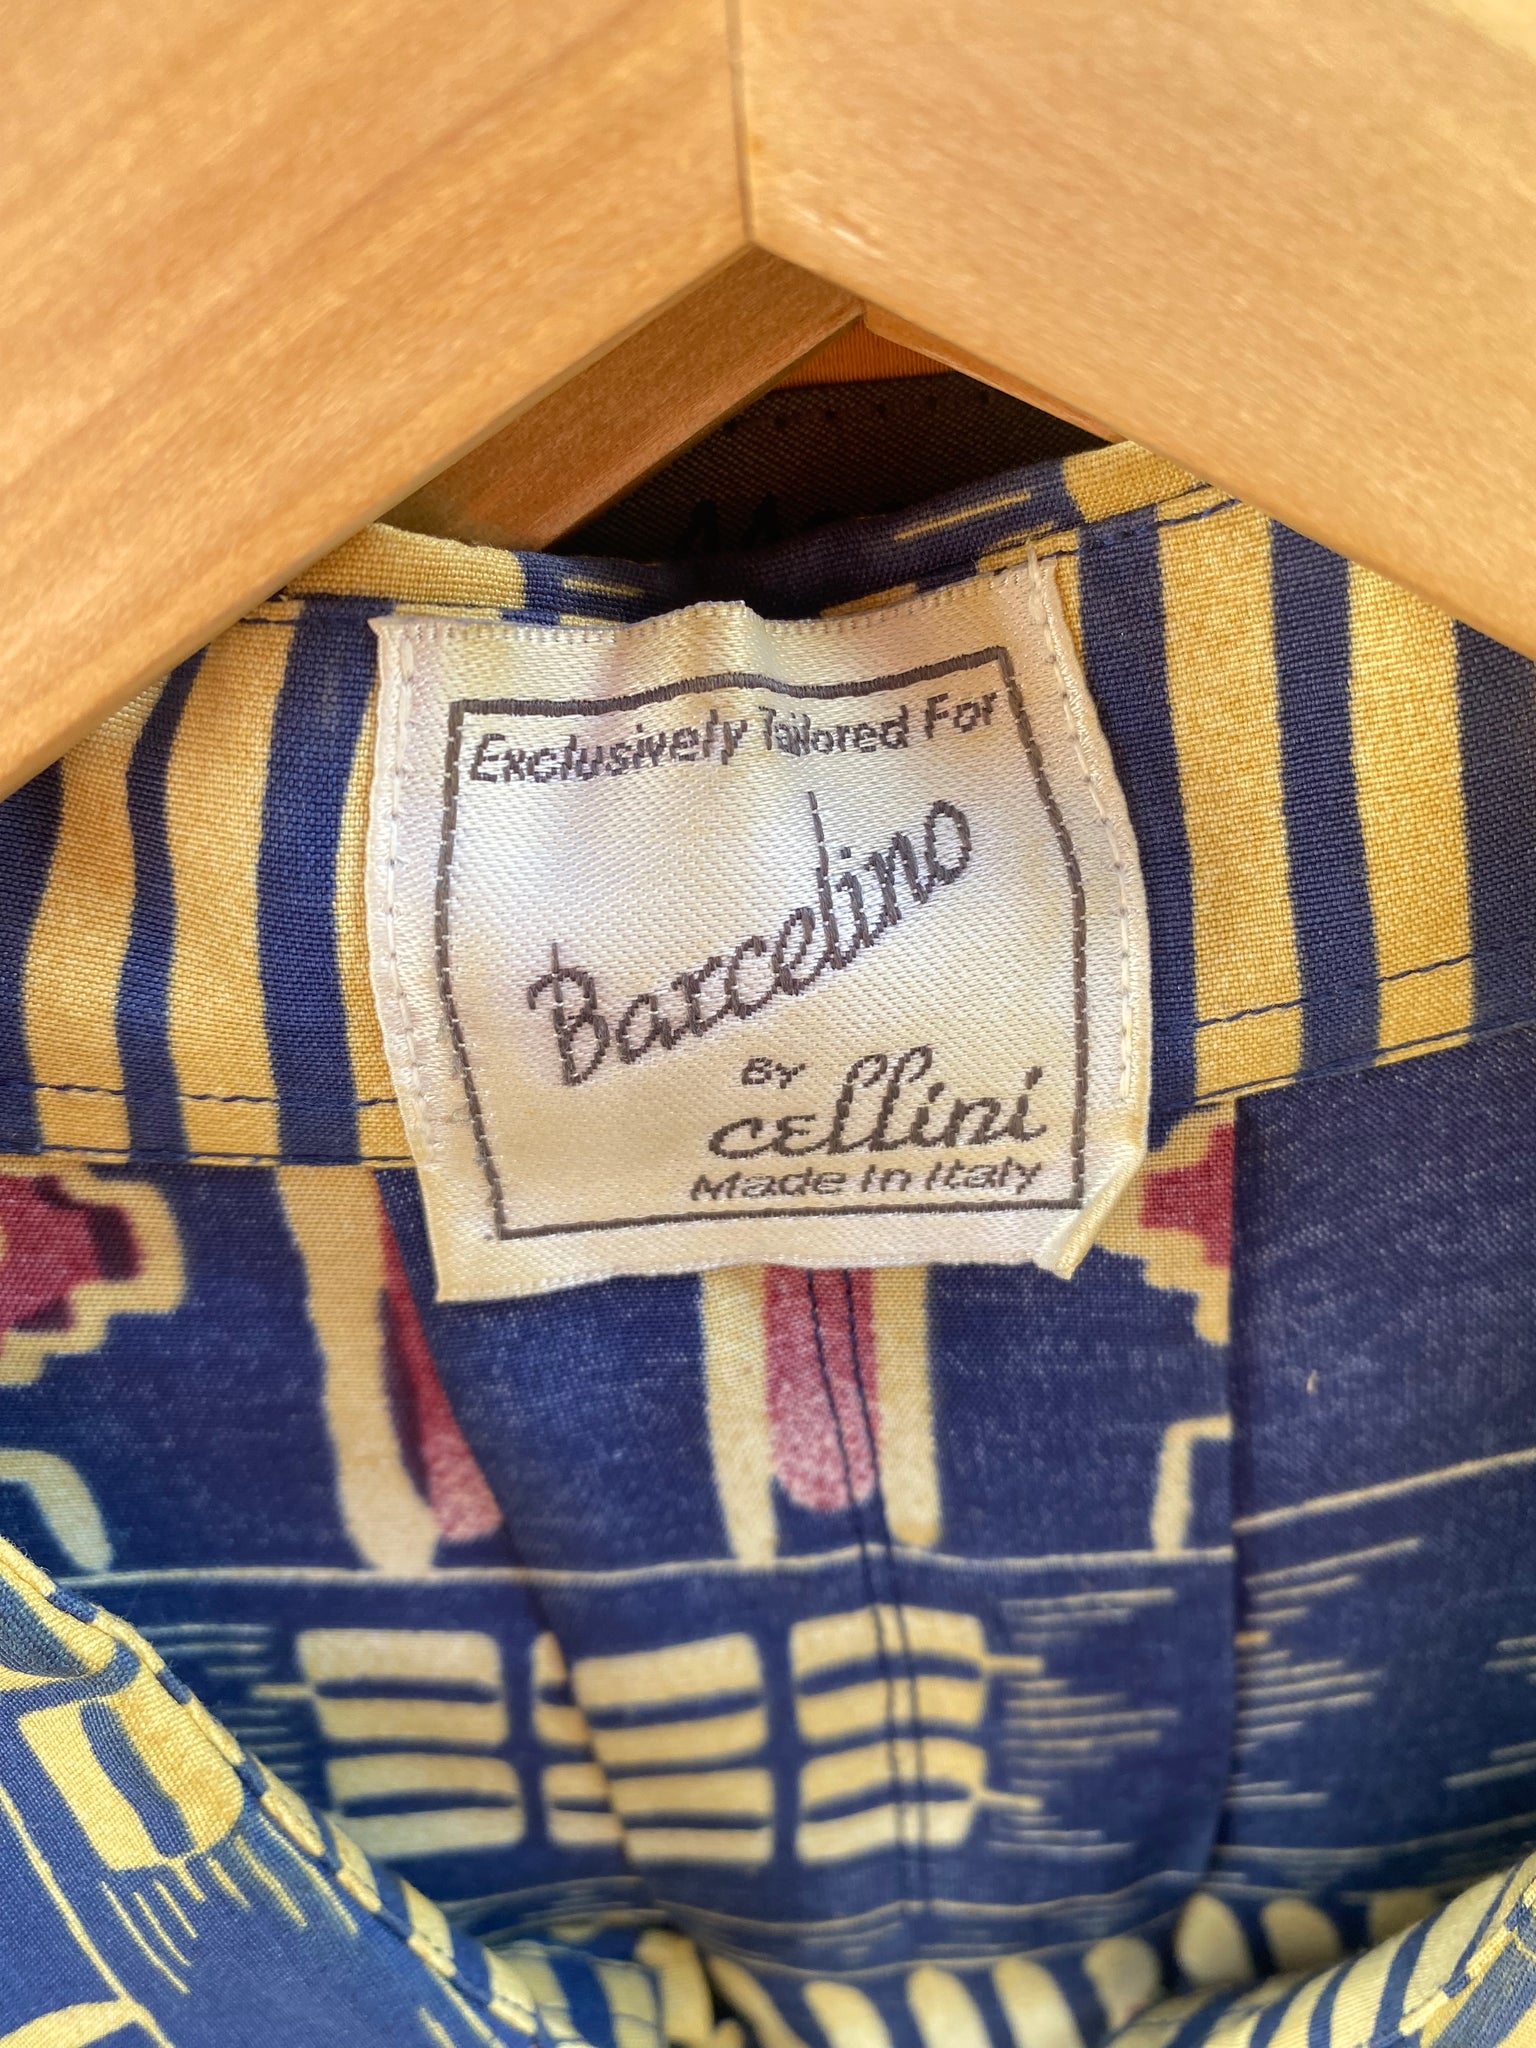 Exclusively Tailored For
Barcelino
BY
Cellini
Made In Italy